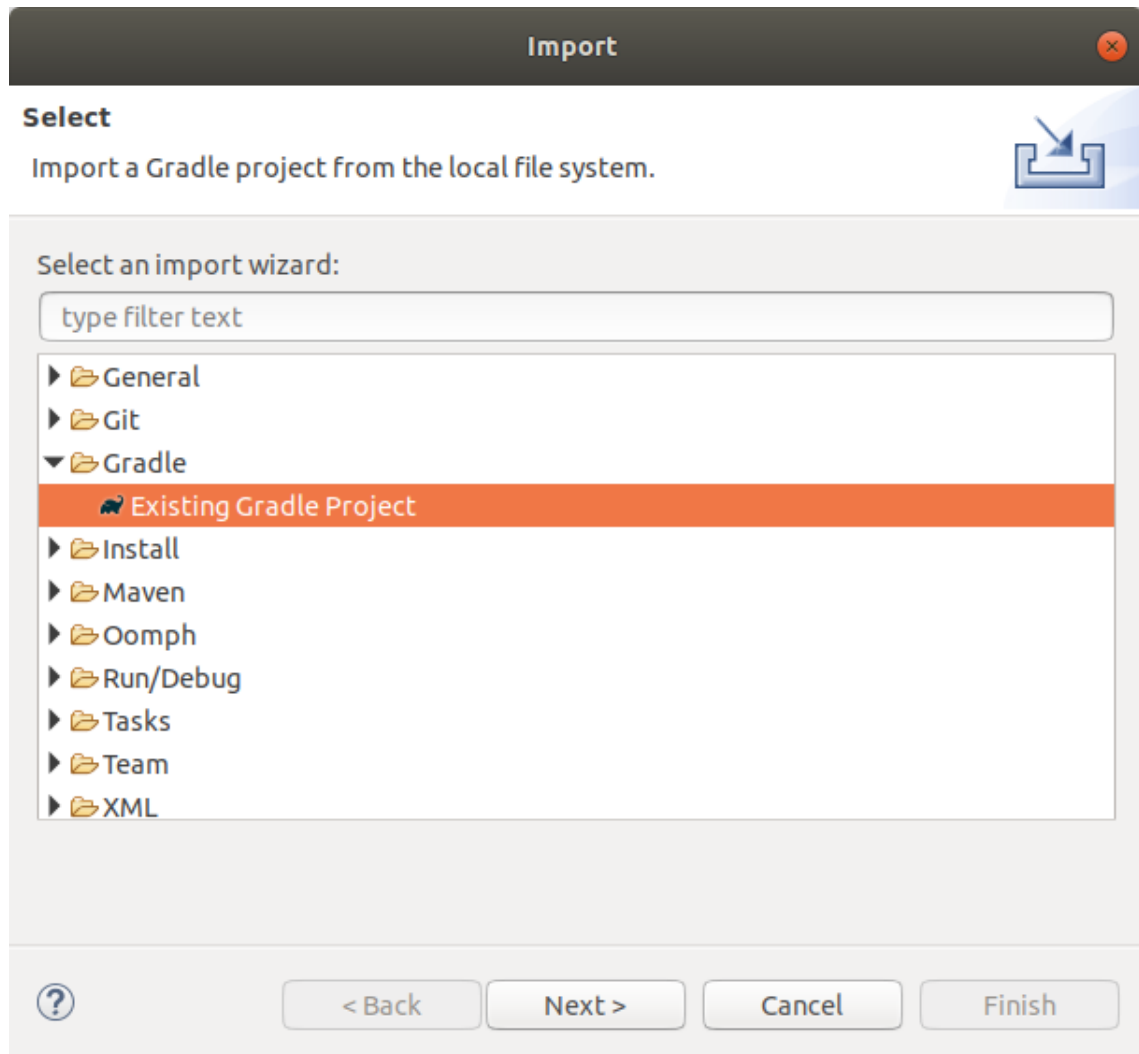 Import
Select
Import a Gradle project from the local file system.
Select an import wizard:
type filter text
General
Git
Gradle
Existing Gradle Project
Install
Maven
Oomph
Run/Debug
Tasks
Team
XML
? < Back Next > Cancel Finish